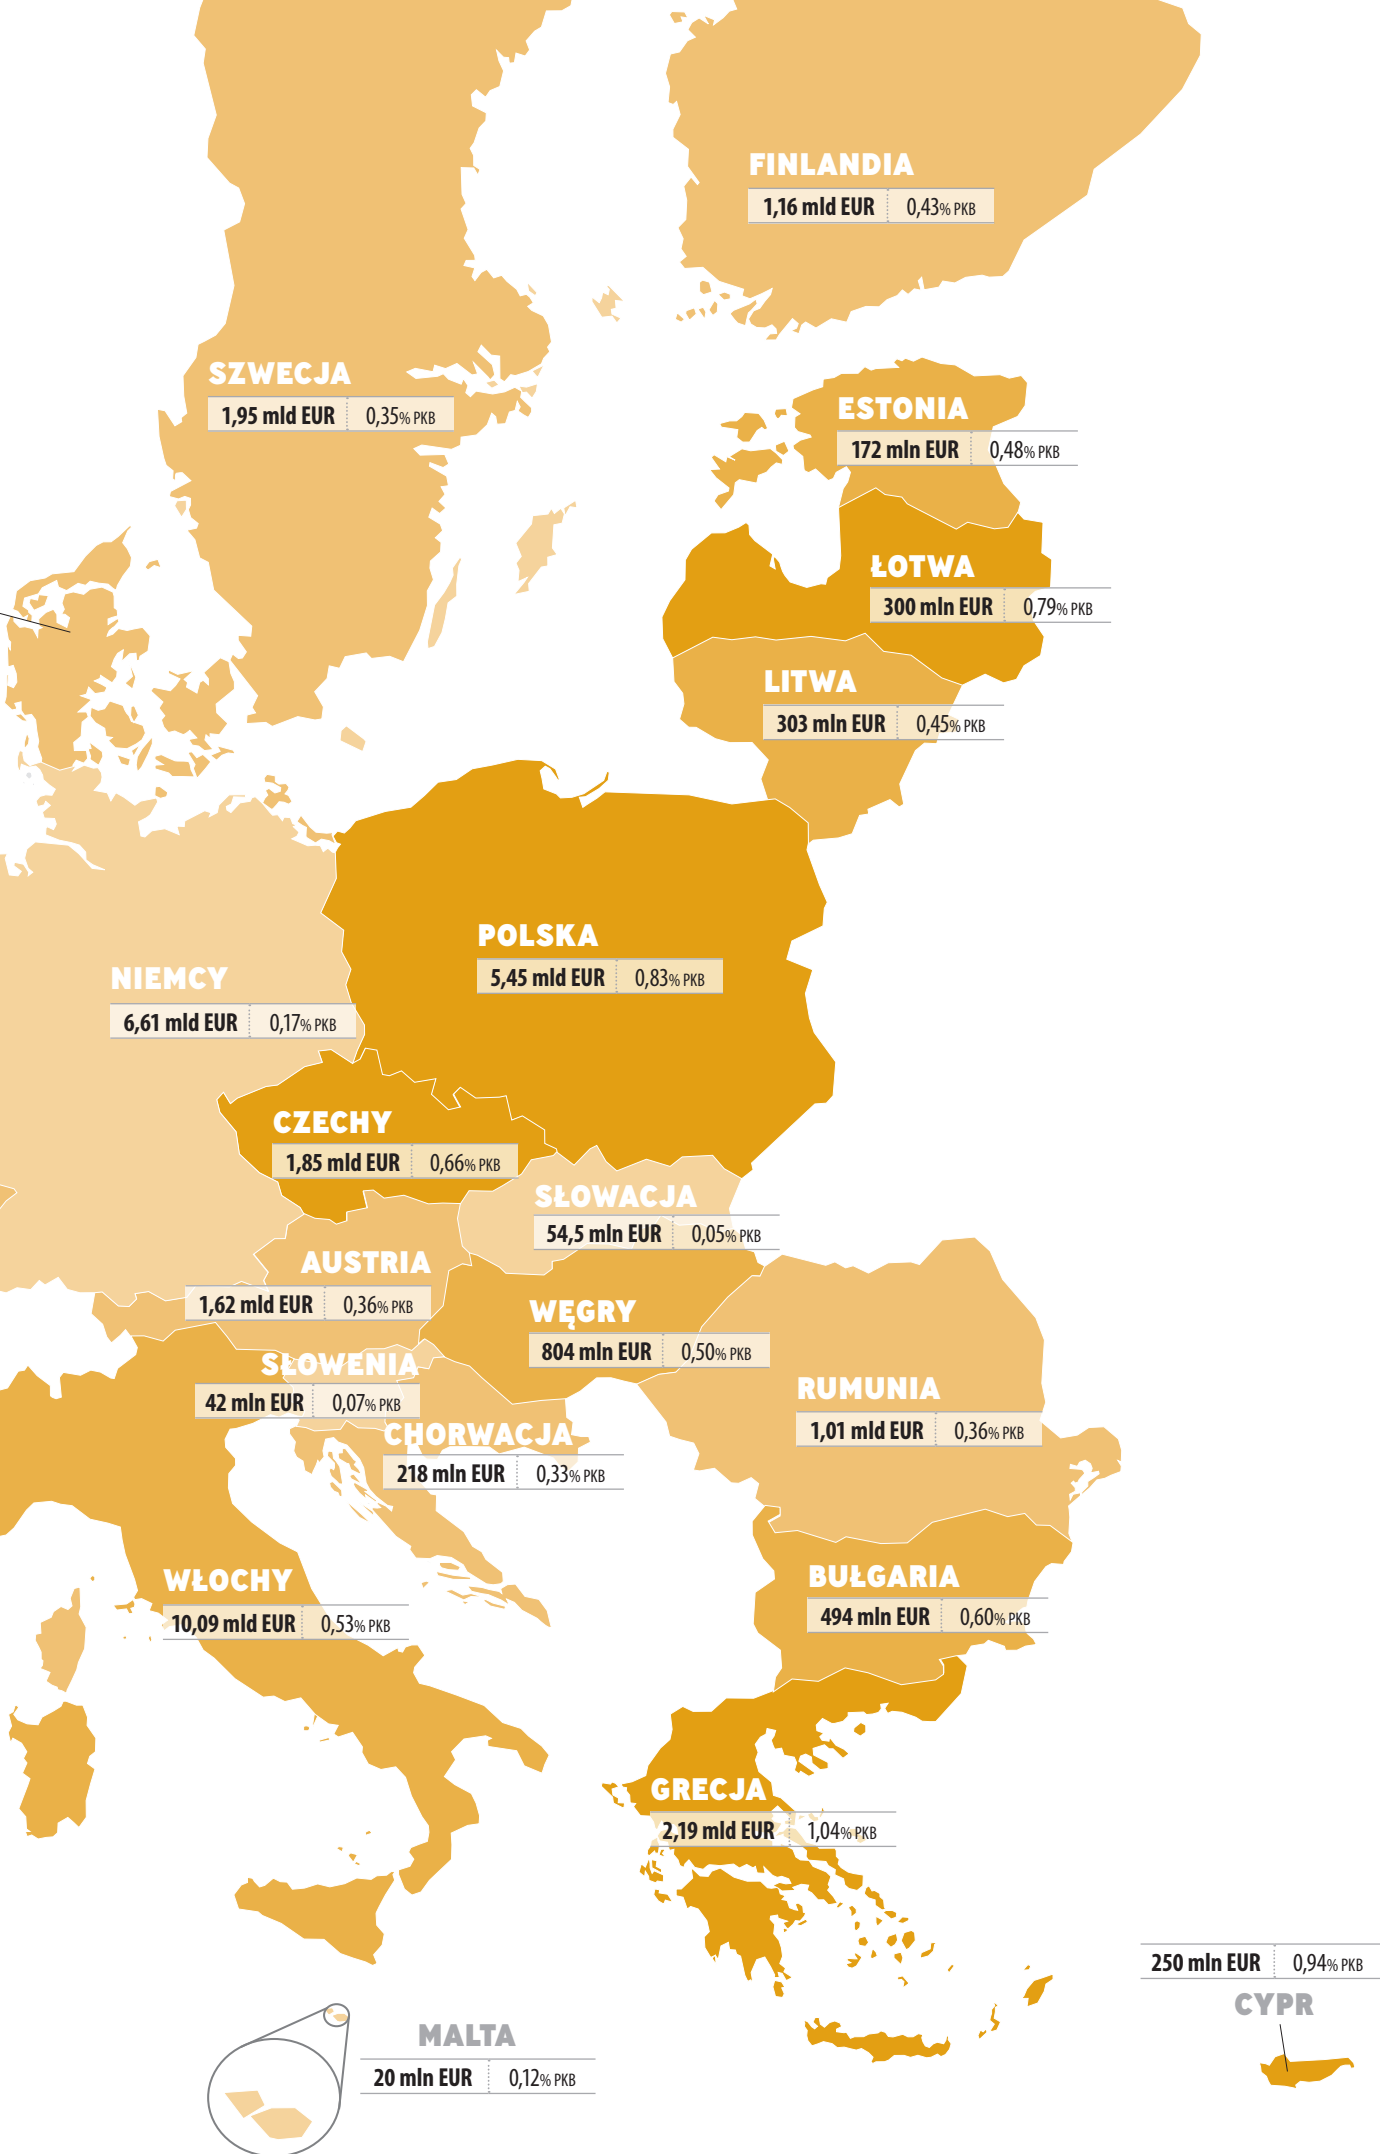 FINLANDIA
1,16 mld EUR 0,43% PKB
SZWECJA
1,95 mld EUR 0,35% PKB
ESTONIA
172 mln EUR 0,48% PKB
ŁOTWA
300 mln EUR 0,79% PKB
LITWA
303 mln EUR 0,45% PKB
POLSKA
5,45 mld EUR 0,83% PKB
NIEMCY
6,61 mld EUR 0,17% PKB
CZECHY
1,85 mld EUR 0,66% PKB
SŁOWACJA
54,5 mln EUR 0,05% PKB
AUSTRIA
1,62 mld EUR 0,36% PKB
WĘGRY
804 mln EUR 0,50% PKB
SŁOWENIA
42 mln EUR 0,07% PKB
RUMUNIA
1,01 mld EUR 0,36% PKB
CHORWACJA
218 mln EUR 0,33% PKB
WŁOCHY
10,09 mld EUR 0,53% PKB
BUŁGARIA
494 mln EUR 0,60% PKB
GRECJA
2,19 mld EUR 1,04% PKB
250 mln EUR 0,94% PKB
CYPR
MALTA
20 mln EUR 0,12% PKB